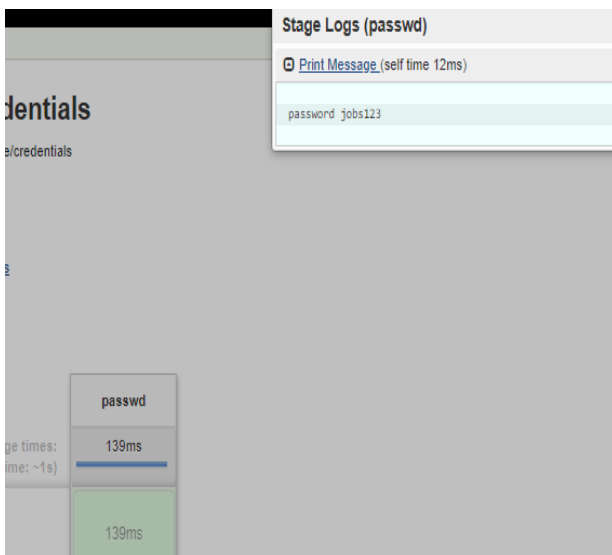 Stage Logs (passwd)
Print Message (self time 12ms)
password jobs123
dentials
e/credentials
s
passwd
ge times:
139ms
ime: ~1s)
139ms